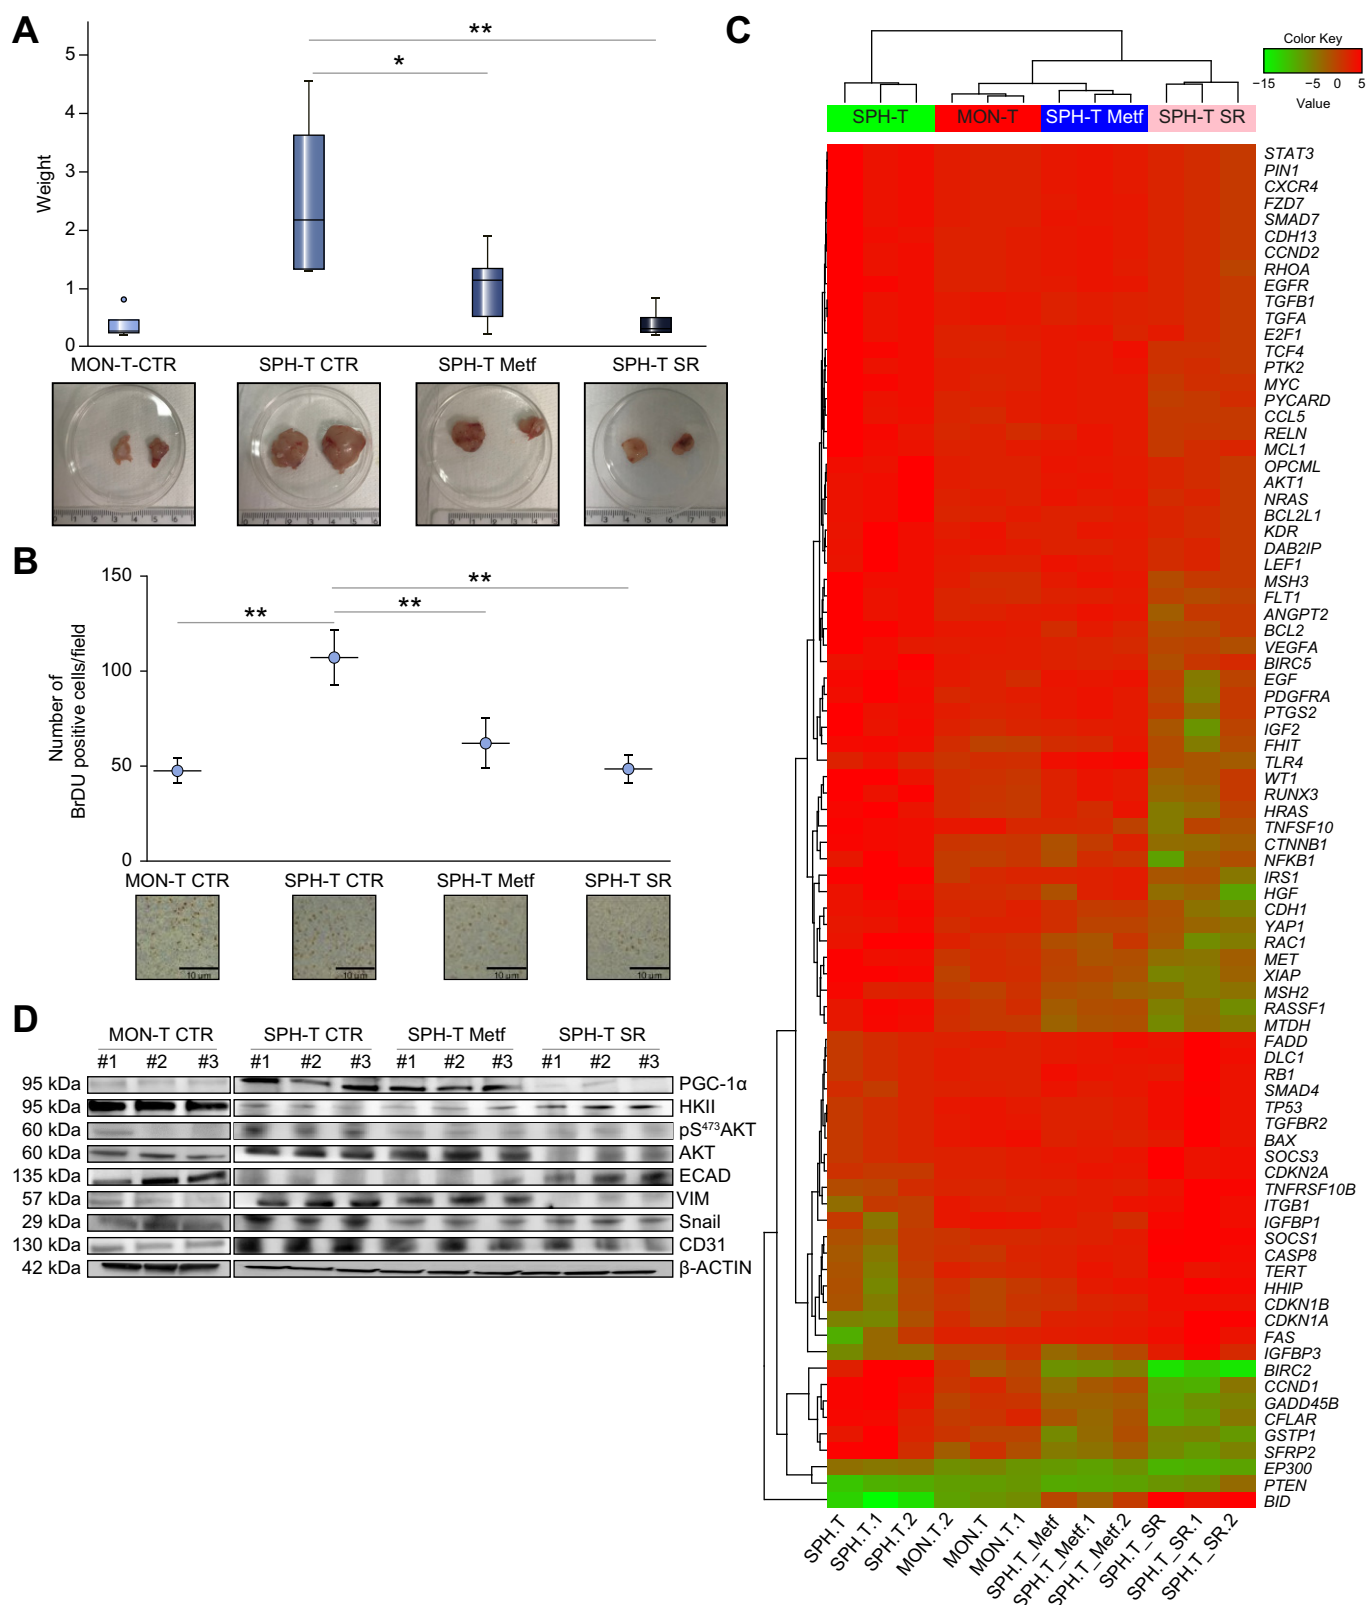 A
Weight
5
4
3
2
1
0
**
*
MON-T-CTR
SPH-T CTR
SPH-T Metf
SPH-T SR
B
Number of
BrDU positive cells/field
150
100
50
0
**
**
**
MON-T CTR
SPH-T CTR
SPH-T Metf
SPH-T SR
10 µm
10 µm
10 µm
10 µm
C
Color Key
−15 −5 0 5
Value
SPH-T
MON-T
SPH-T Metf
SPH-T SR
STAT3
PIN1
CXCR4
FZD7
SMAD7
CDH13
CCND2
RHOA
EGFR
TGFB1
TGFA
E2F1
TCF4
PTK2
MYC
PYCARD
CCL5
RELN
MCL1
OPCML
AKT1
NRAS
BCL2L1
KDR
DAB2IP
LEF1
MSH3
FLT1
ANGPT2
BCL2
VEGFA
BIRC5
EGF
PDGFRA
PTGS2
IGF2
FHIT
TLR4
WT1
RUNX3
HRAS
TNFSF10
CTNNB1
NFKB1
IRS1
HGF
CDH1
YAP1
RAC1
MET
XIAP
MSH2
RASSF1
MTDH
FADD
DLC1
RB1
SMAD4
TP53
TGFBR2
BAX
SOCS3
CDKN2A
TNFRSF10B
ITGB1
IGFBP1
SOCS1
CASP8
TERT
HHIP
CDKN1B
CDKN1A
FAS
IGFBP3
BIRC2
CCND1
GADD45B
CFLAR
GSTP1
SFRP2
EP300
PTEN
BID
SPH.T
SPH.T.1
SPH.T.2
MON.T.2
MON.T
MON.T.1
SPH.T_Metf
SPH.T_Metf.1
SPH.T_Metf.2
SPH.T_SR
SPH.T_SR.1
SPH.T_SR.2
D
MON-T CTR
SPH-T CTR
SPH-T Metf
SPH-T SR
#1 #2 #3 #1 #2 #3 #1 #2 #3 #1 #2 #3
95 kDa PGC-1α
95 kDa HKII
60 kDa pS473AKT
60 kDa AKT
135 kDa ECAD
57 kDa VIM
29 kDa Snail
130 kDa CD31
42 kDa β-ACTIN